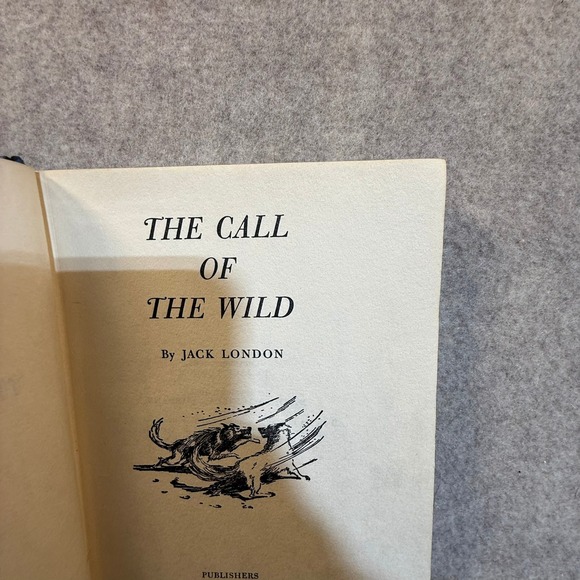 THE CALL
OF
THE WILD
By JACK LONDON
PUBLISHERS